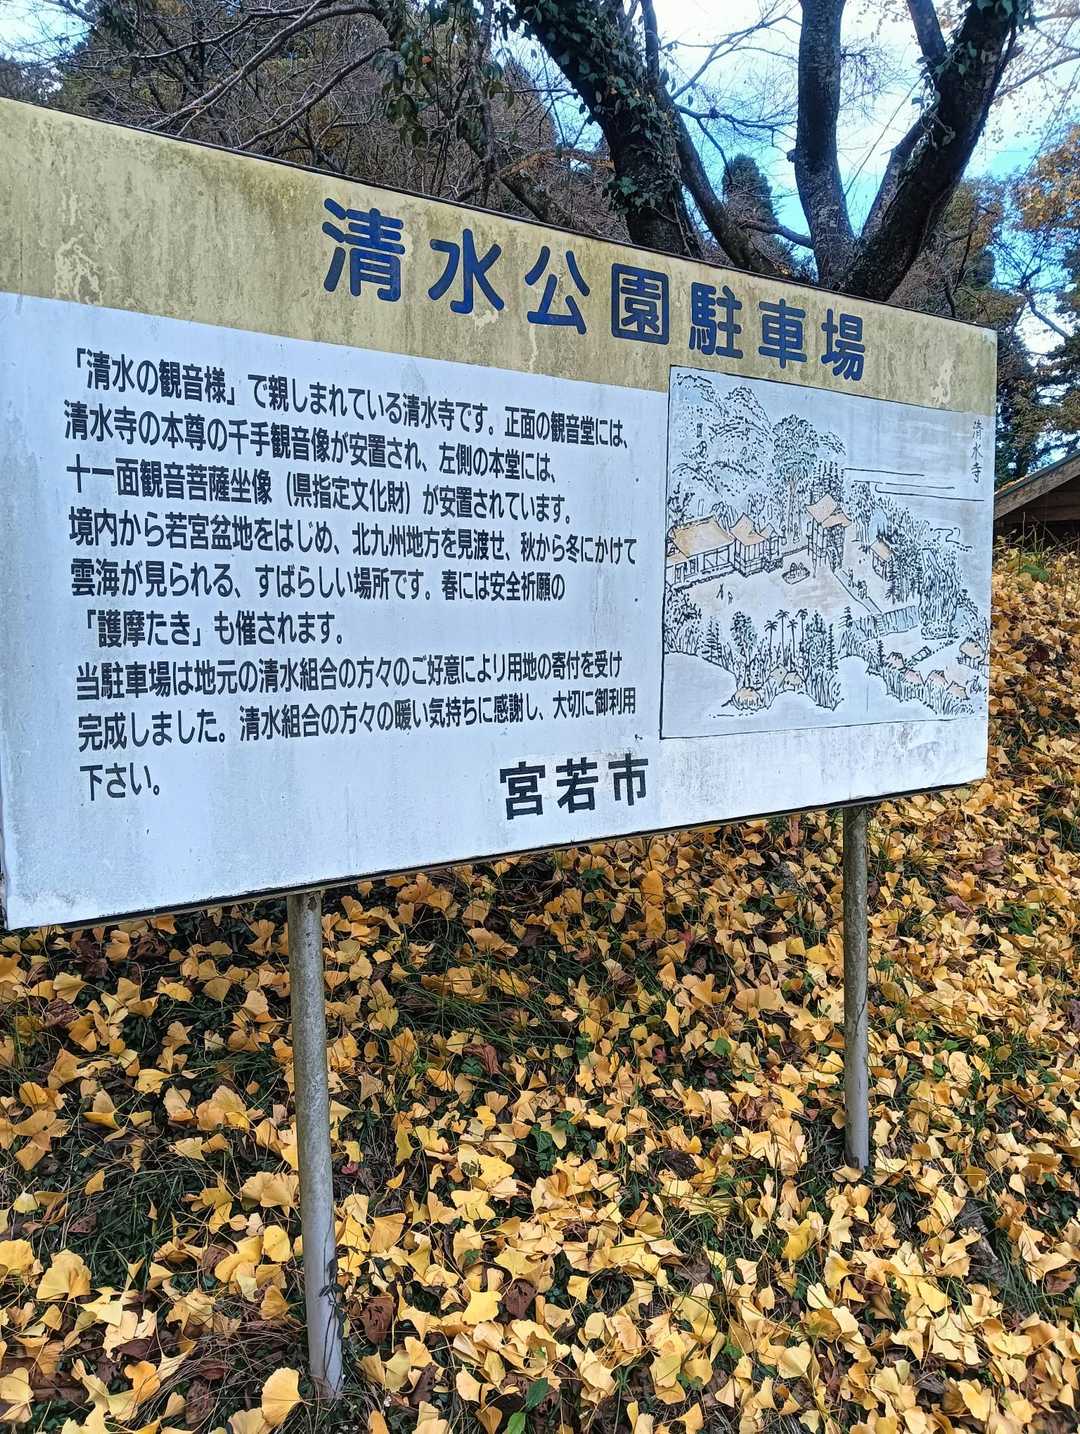 清水公園駐車場
「清水の観音様」で親しまれている清水寺です。正面の観音堂には、
清水寺の本尊の千手観音像が安置され、左側の本堂には、
十一面観音菩薩坐像（県指定文化財）が安置されています。
境内から若宮盆地をはじめ、北九州地方を見渡せ、秋から冬にかけて
雲海が見られる、すばらしい場所です。春には安全祈願の
「護摩たき」も催されます。
当駐車場は地元の清水組合の方々のご好意により用地の寄付を受け
完成しました。清水組合の方々の暖い気持ちに感謝し、大切に御利用
下さい。
宮若市
清水寺